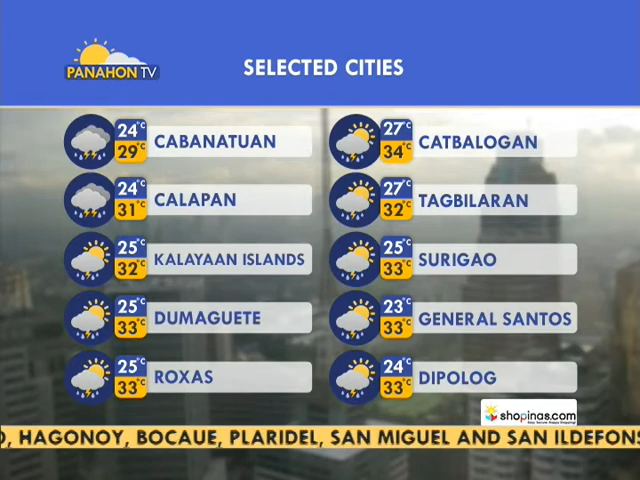 PANAHON TV
SELECTED CITIES
24°C
29°C
CABANATUAN
24°C
31°C
CALAPAN
25°C
32°C
KALAYAAN ISLANDS
25°C
33°C
DUMAGUETE
25°C
33°C
ROXAS
27°C
34°C
CATBALOGAN
27°C
32°C
TAGBILARAN
25°C
33°C
SURIGAO
23°C
33°C
GENERAL SANTOS
24°C
33°C
DIPOLOG
shopinas.com
O, HAGONOY, BOCAUE, PLARIDEL, SAN MIGUEL AND SAN ILDEFONS